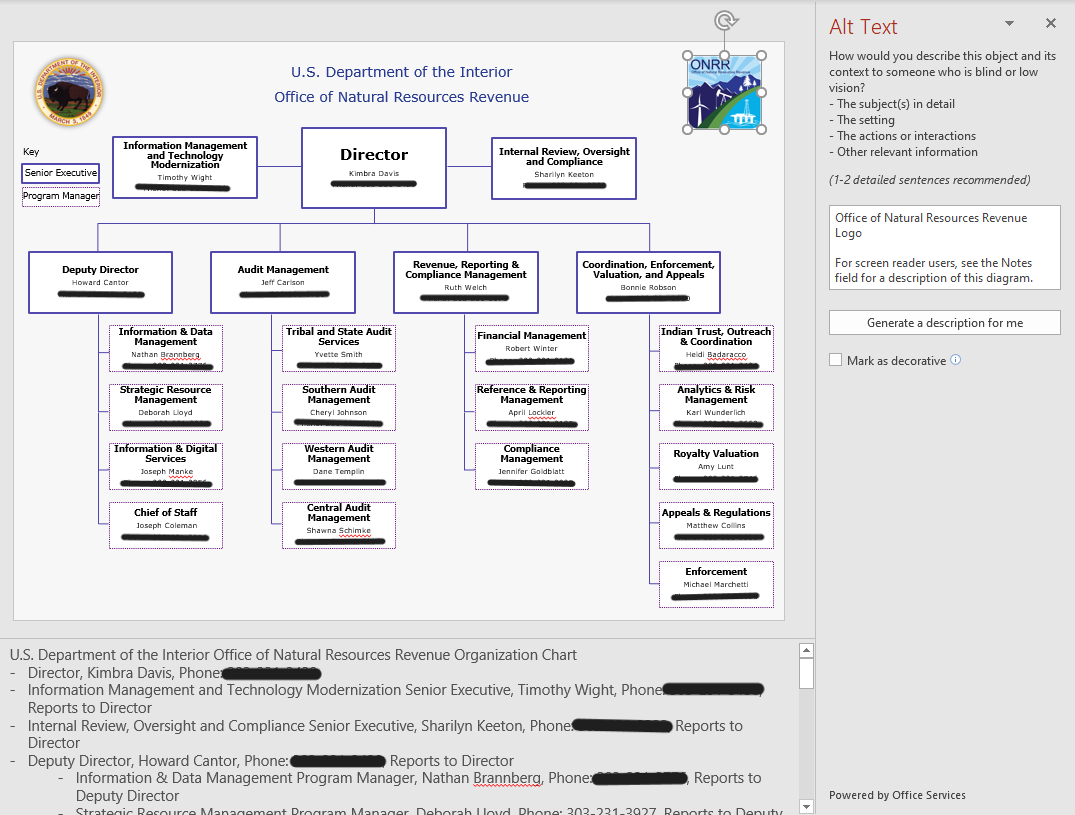 U.S. DEPARTMENT OF THE INTERIOR
MARCH 3, 1849
U.S. Department of the Interior
Office of Natural Resources Revenue
ONRR
Office of Natural Resources Revenue
Key
Senior Executive
Program Manager
Information Management
and Technology
Modernization
Timothy Wight
Director
Kimbra Davis
Internal Review, Oversight
and Compliance
Sharilyn Keeton
Deputy Director
Howard Cantor
Audit Management
Jeff Carlson
Revenue, Reporting &
Compliance Management
Ruth Welch
Coordination, Enforcement,
Valuation, and Appeals
Bonnie Robson
Information & Data
Management
Nathan Brannberg
Strategic Resource
Management
Deborah Lloyd
Information & Digital
Services
Joseph Manke
Chief of Staff
Joseph Coleman
Tribal and State Audit
Services
Yvette Smith
Southern Audit
Management
Cheryl Johnson
Western Audit
Management
Dane Templin
Central Audit
Management
Shawna Schimke
Financial Management
Robert Winter
Reference & Reporting
Management
April Lockler
Compliance
Management
Jennifer Goldblatt
Indian Trust, Outreach
& Coordination
Heidi Badaracco
Analytics & Risk
Management
Karl Wunderlich
Royalty Valuation
Amy Lunt
Appeals & Regulations
Matthew Collins
Enforcement
Michael Marchetti
U.S. Department of the Interior Office of Natural Resources Revenue Organization Chart
- Director, Kimbra Davis, Phone:
- Information Management and Technology Modernization Senior Executive, Timothy Wight, Phone:
Reports to Director
- Internal Review, Oversight and Compliance Senior Executive, Sharilyn Keeton, Phone: Reports to
Director
- Deputy Director, Howard Cantor, Phone: Reports to Director
- Information & Data Management Program Manager, Nathan Brannberg, Phone: , Reports to
Deputy Director
- Strategic Resource Management Program Manager, Deborah Lloyd, Phone: 303-231-3927, Reports to Deputy
Alt Text
How would you describe this object and its
context to someone who is blind or low
vision?
- The subject(s) in detail
- The setting
- The actions or interactions
- Other relevant information
(1-2 detailed sentences recommended)
Office of Natural Resources Revenue
Logo
For screen reader users, see the Notes
field for a description of this diagram.
Generate a description for me
Mark as decorative
Powered by Office Services